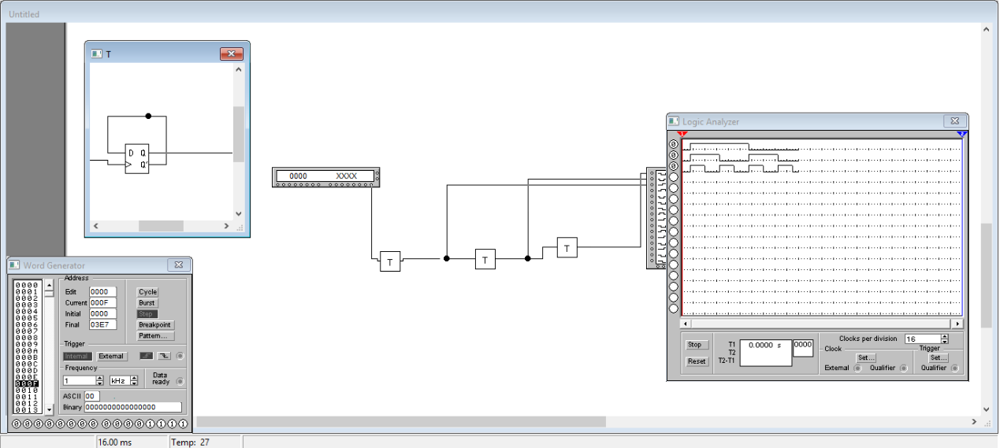 Untitled
T
D Q
Q'
0000 XXXX
T
T
T
Logic Analyzer
1 2
0
0
0
Stop
Reset
T1
T2
T2-T1
0.0000 s
0000
Clocks per division 16
Clock
Set...
External Qualifier
Trigger
Set...
Qualifier
Word Generator
0000
0001
0002
0003
0004
0005
0006
0007
0008
0009
000A
000B
000C
000D
000E
000F
0010
0011
0012
0013
Address
Edit 0000
Current 000F
Initial 0000
Final 03E7
Cycle
Burst
Step
Breakpoint
Pattern...
Trigger
Internal External
Frequency
1 kHz
Data
ready
ASCII 00
Binary 0000000000000000
0 0 0 0 0 0 0 0 0 0 0 0 1 1 1 1
16.00 ms Temp: 27